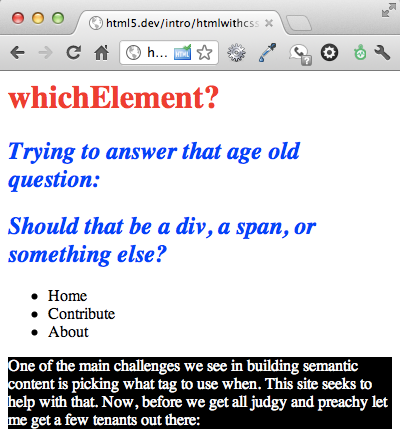 html5.dev/intro/htmlwithcss
h...
whichElement?
Trying to answer that age old
question:
Should that be a div, a span, or
something else?
Home
Contribute
About
One of the main challenges we see in building semantic
content is picking what tag to use when. This site seeks to
help with that. Now, before we get all judgy and preachy let
me get a few tenants out there: